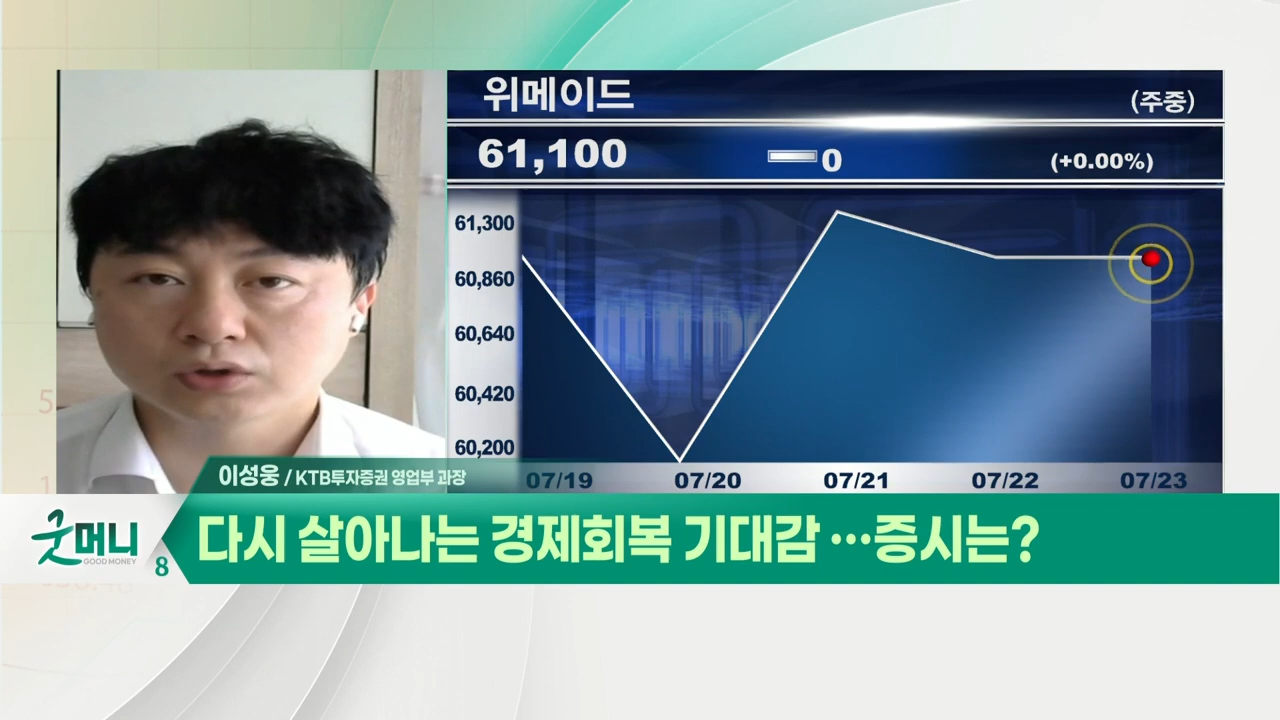 위메이드
(주중)
61,100
0
(+0.00%)
61,300
60,860
60,640
60,420
60,200
07/19 07/20 07/21 07/22 07/23
이성웅 / KTB투자증권 영업부 과장
굿머니
GOOD MONEY
8
다시 살아나는 경제회복 기대감…증시는?
5
1